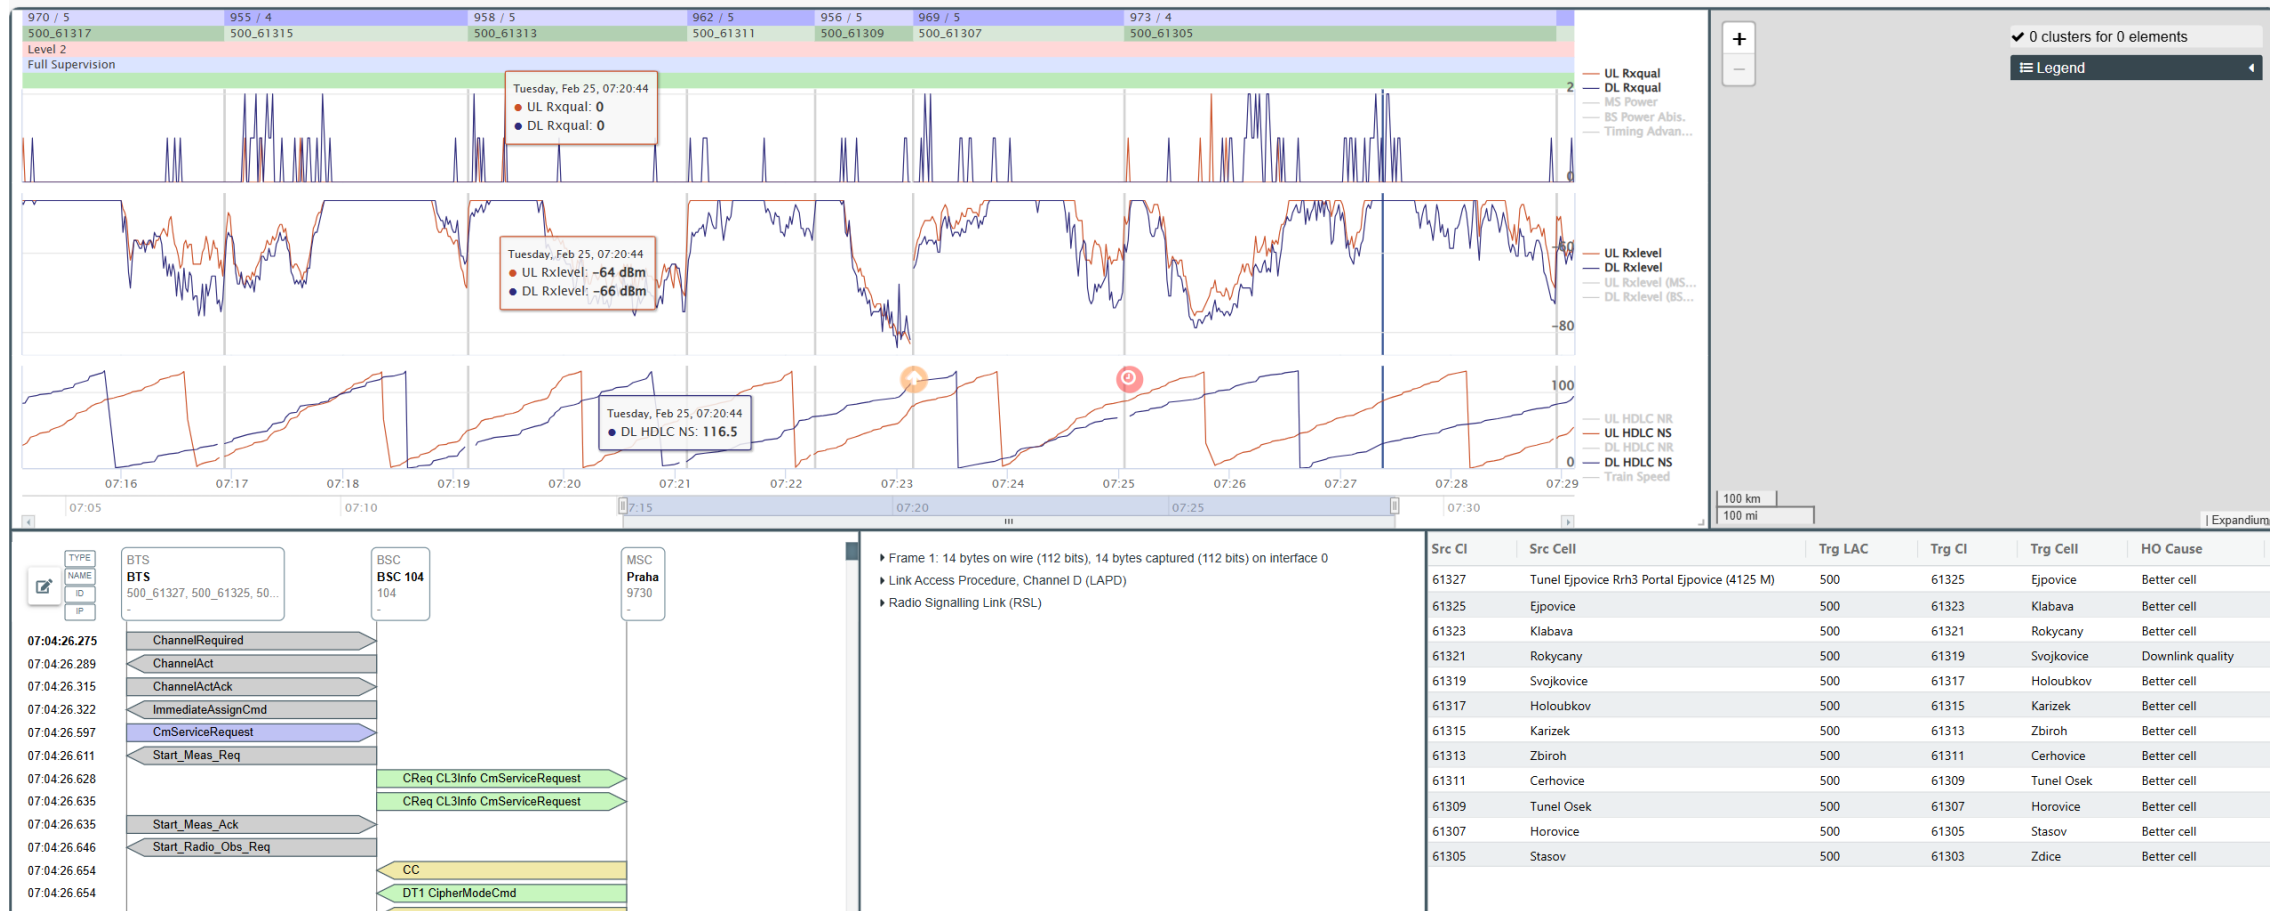 970 / 5 955 / 4 958 / 5 962 / 5 956 / 5 969 / 5 973 / 4
500_61317 500_61315 500_61313 500_61311 500_61309 500_61307 500_61305
Level 2
Full Supervision
Tuesday, Feb 25, 07:20:44
UL Rxqual: 0
DL Rxqual: 0
2
0
UL Rxqual
DL Rxqual
MS Power
BS Power Abis.
Timing Advan...
Tuesday, Feb 25, 07:20:44
UL Rxlevel: −64 dBm
DL Rxlevel: −66 dBm
−60
−80
UL Rxlevel
DL Rxlevel
UL Rxlevel (MS...
DL Rxlevel (BS...
Tuesday, Feb 25, 07:20:44
DL HDLC NS: 116.5
100
0
UL HDLC NR
UL HDLC NS
DL HDLC NR
DL HDLC NS
Train Speed
07:16 07:17 07:18 07:19 07:20 07:21 07:22 07:23 07:24 07:25 07:26 07:27 07:28 07:29
07:05 07:10 07:15 07:20 07:25 07:30
+
−
0 clusters for 0 elements
Legend
100 km
100 mi
| Expandium
TYPE
NAME
ID
IP
BTS
BTS
500_61327, 500_61325, 50...
-
BSC
BSC 104
104
-
MSC
Praha
9730
-
07:04:26.275 ChannelRequired
07:04:26.289 ChannelAct
07:04:26.315 ChannelActAck
07:04:26.322 ImmediateAssignCmd
07:04:26.597 CmServiceRequest
07:04:26.611 Start_Meas_Req
07:04:26.628 CReq CL3Info CmServiceRequest
07:04:26.635 CReq CL3Info CmServiceRequest
07:04:26.635 Start_Meas_Ack
07:04:26.646 Start_Radio_Obs_Req
07:04:26.654 CC
07:04:26.654 DT1 CipherModeCmd
Frame 1: 14 bytes on wire (112 bits), 14 bytes captured (112 bits) on interface 0
Link Access Procedure, Channel D (LAPD)
Radio Signalling Link (RSL)
Src CI Src Cell Trg LAC Trg CI Trg Cell HO Cause
61327 Tunel Ejpovice Rrh3 Portal Ejpovice (4125 M) 500 61325 Ejpovice Better cell
61325 Ejpovice 500 61323 Klabava Better cell
61323 Klabava 500 61321 Rokycany Better cell
61321 Rokycany 500 61319 Svojkovice Downlink quality
61319 Svojkovice 500 61317 Holoubkov Better cell
61317 Holoubkov 500 61315 Karizek Better cell
61315 Karizek 500 61313 Zbiroh Better cell
61313 Zbiroh 500 61311 Cerhovice Better cell
61311 Cerhovice 500 61309 Tunel Osek Better cell
61309 Tunel Osek 500 61307 Horovice Better cell
61307 Horovice 500 61305 Stasov Better cell
61305 Stasov 500 61303 Zdice Better cell